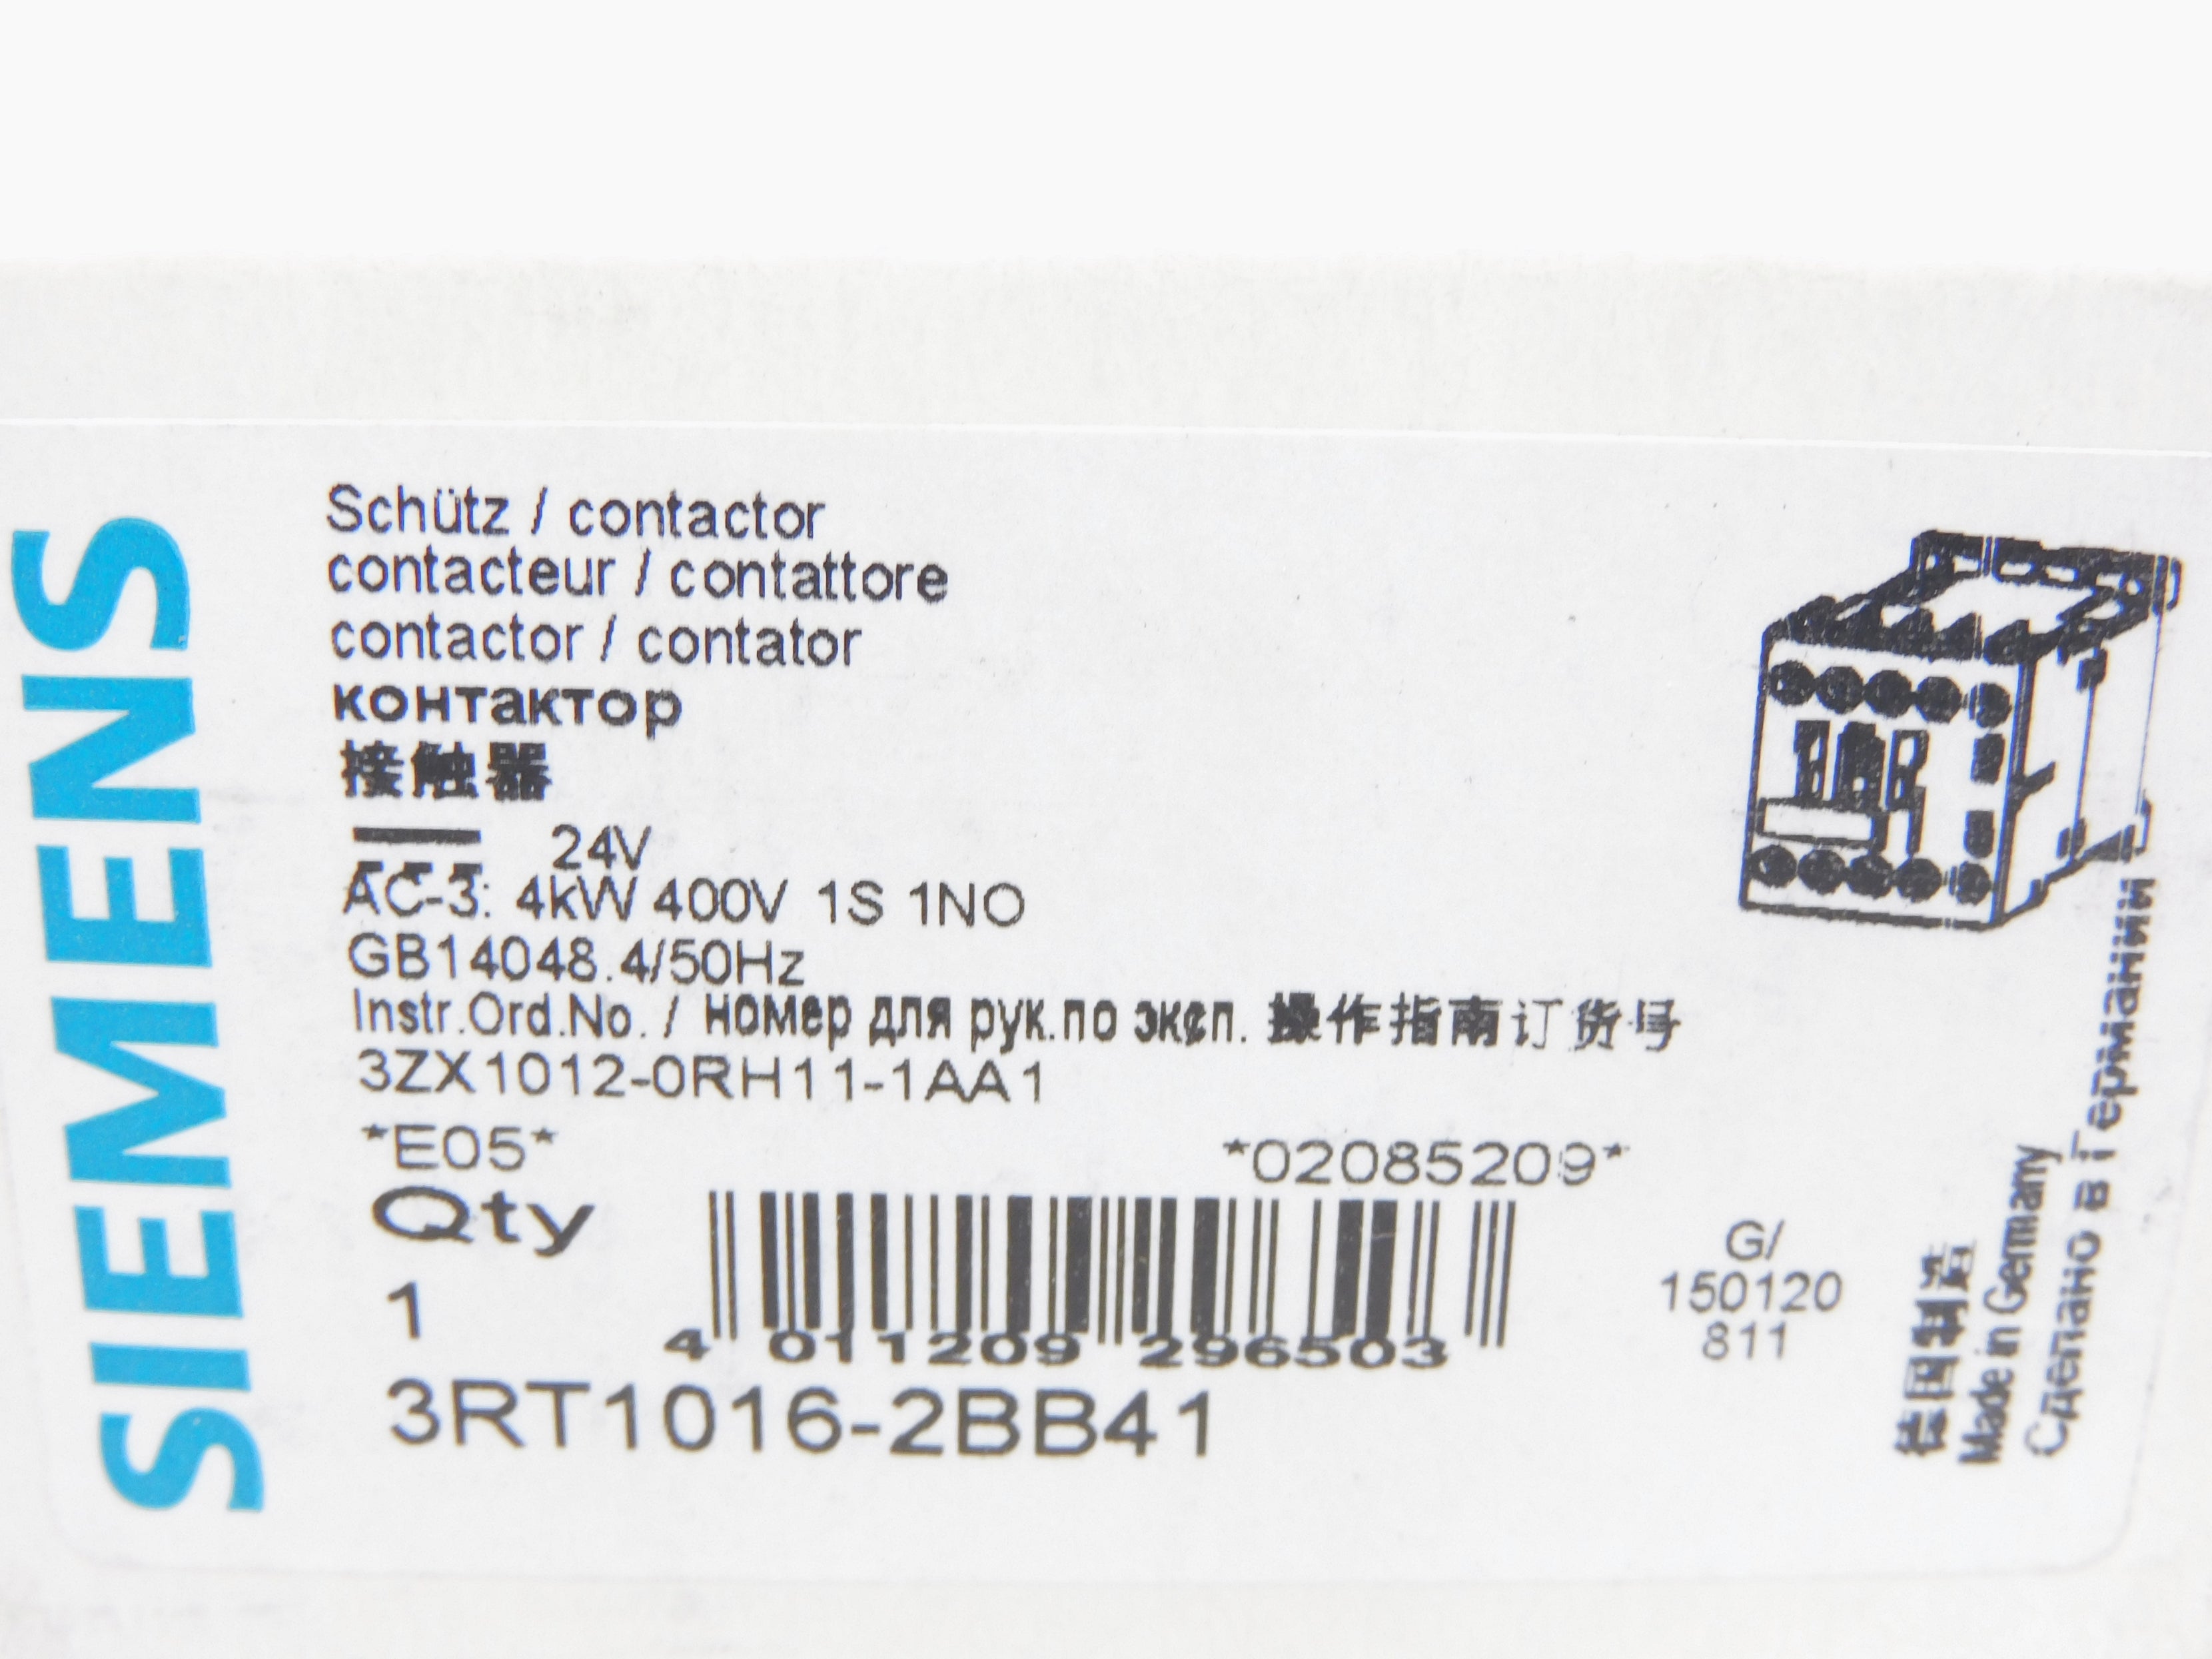 SIEMENS
Schütz / contactor
contacteur / contattore
contactor / contator
контактор
接触器
24V
AC-3: 4kW 400V 1S 1NO
GB14048.4/50Hz
Instr.Ord.No. / номер для рук.по эксп. 操作指南订货号
3ZX1012-0RH11-1AA1
*E05*
*02085209*
Qty
1
4 011209 296503
G/
150120
811
3RT1016-2BB41
德国制造
Made in Germany
Сделано в Германии